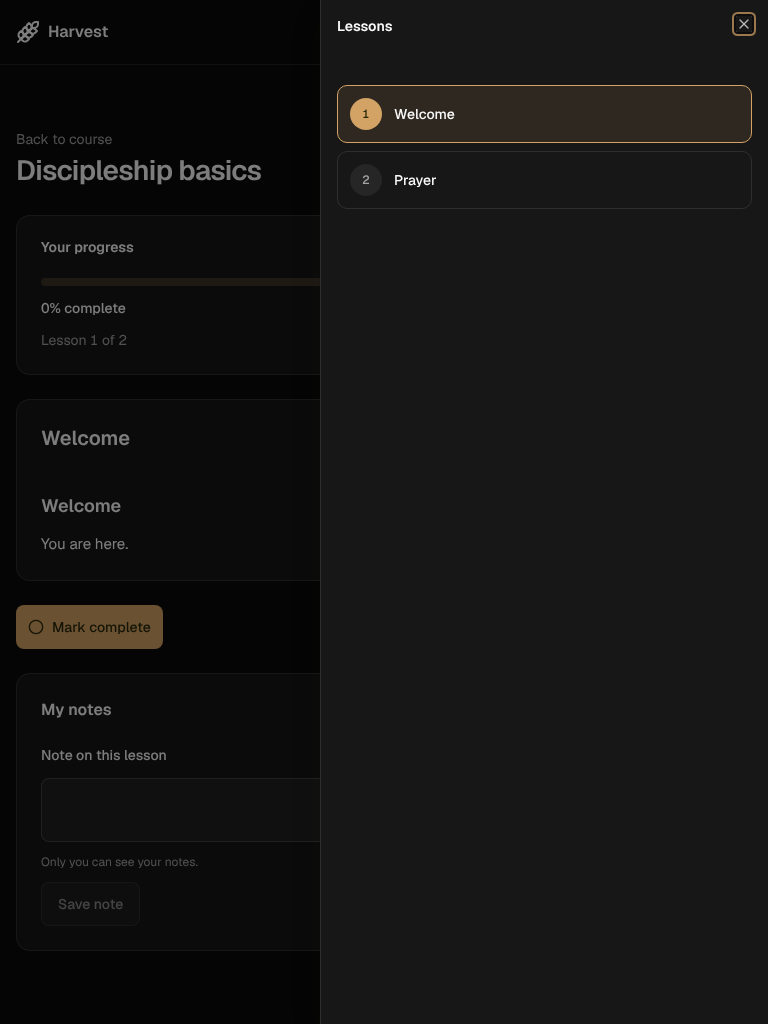 Harvest
Back to course
Discipleship basics
Your progress
0% complete
Lesson 1 of 2
Welcome
Welcome
You are here.
Mark complete
My notes
Note on this lesson
Only you can see your notes.
Save note
Lessons
1 Welcome
2 Prayer